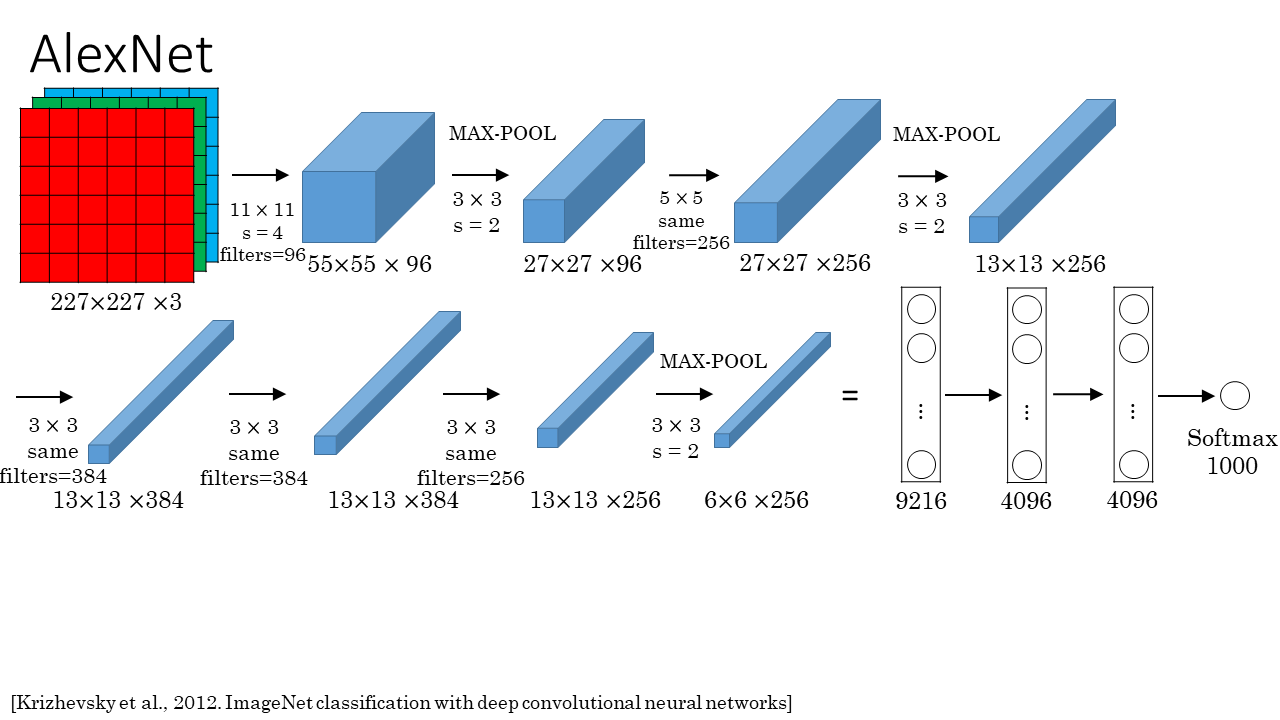 AlexNet
MAX-POOL
MAX-POOL
11 × 11
s = 4
filters=96
3 × 3
s = 2
5 × 5
same
filters=256
3 × 3
s = 2
227×227 ×3
55×55 × 96
27×27 ×96
27×27 ×256
13×13 ×256
3 × 3
same
filters=384
3 × 3
same
filters=384
3 × 3
same
filters=256
MAX-POOL
3 × 3
s = 2
=
13×13 ×384
13×13 ×384
13×13 ×256
6×6 ×256
⋮
⋮
⋮
9216
4096
4096
Softmax
1000
[Krizhevsky et al., 2012. ImageNet classification with deep convolutional neural networks]